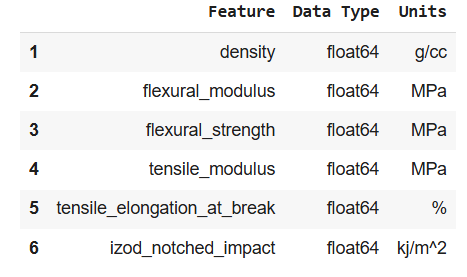 Feature Data Type Units
1 density float64 g/cc
2 flexural_modulus float64 MPa
3 flexural_strength float64 MPa
4 tensile_modulus float64 MPa
5 tensile_elongation_at_break float64 %
6 izod_notched_impact float64 kj/m^2